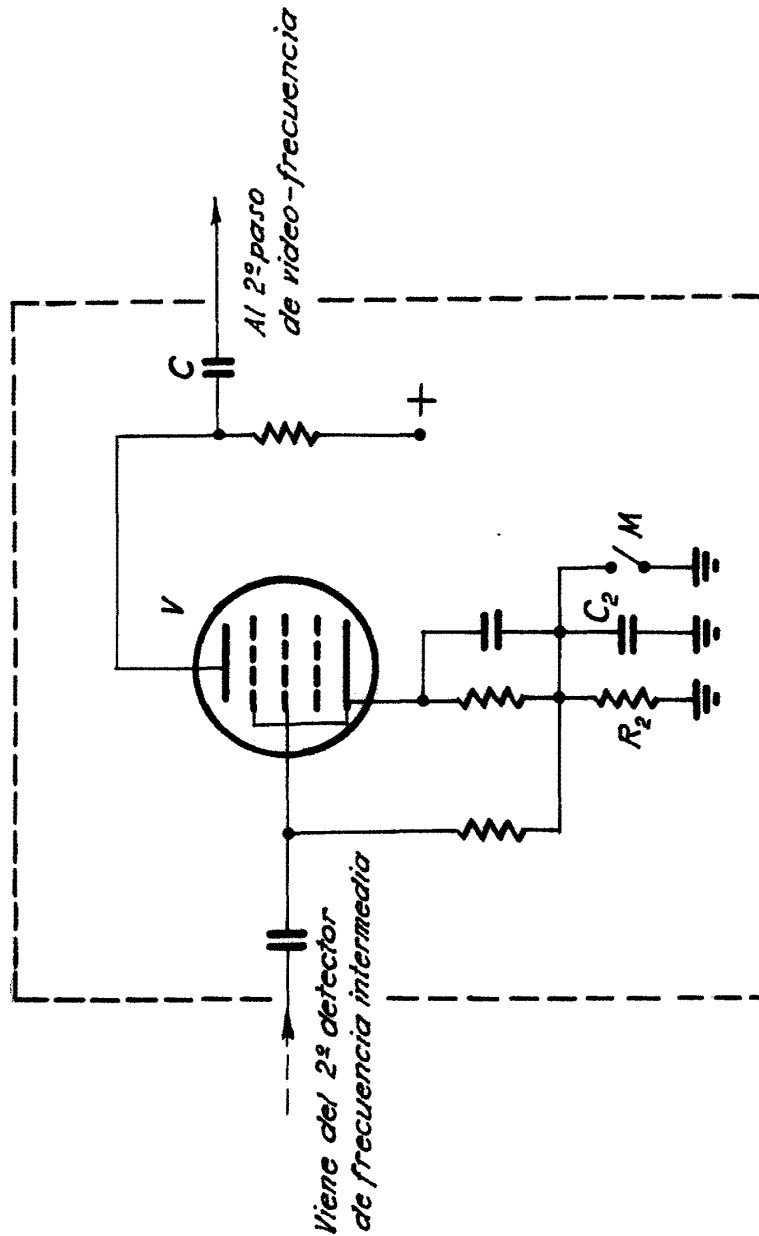 Viene del 2º detector
de frecuencia intermedia
V
C
Al 2º paso
de video-frecuencia
+
R2
C2
M